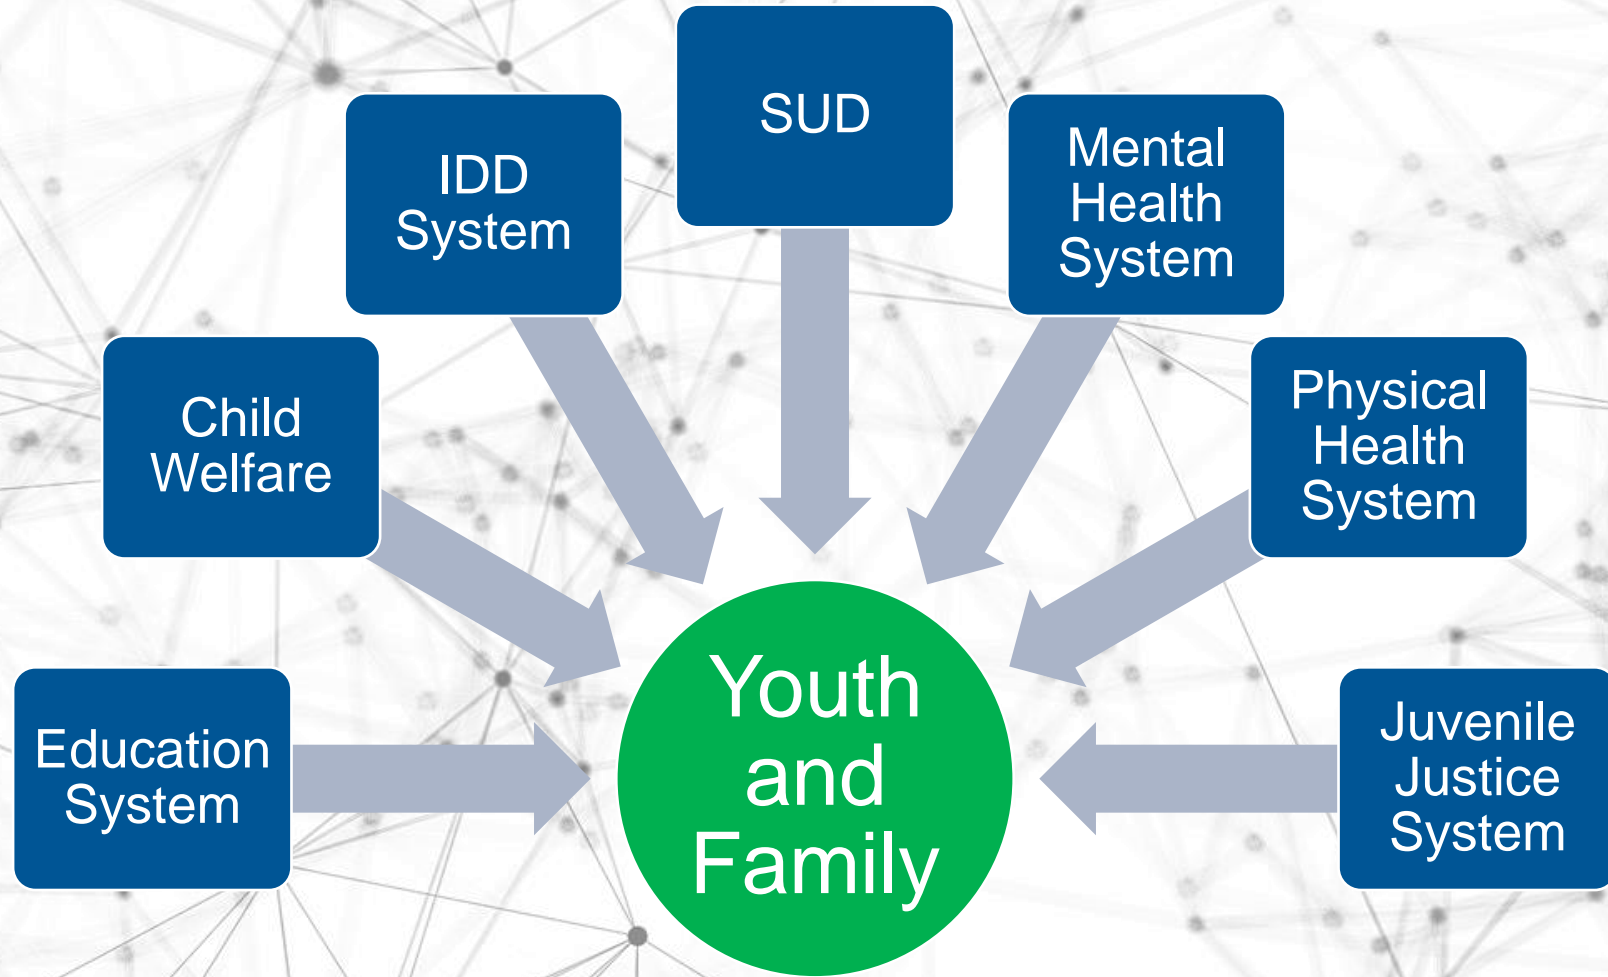 SUD
IDD
System
Mental
Health
System
Child
Welfare
Physical
Health
System
Education
System
Youth
and
Family
Juvenile
Justice
System